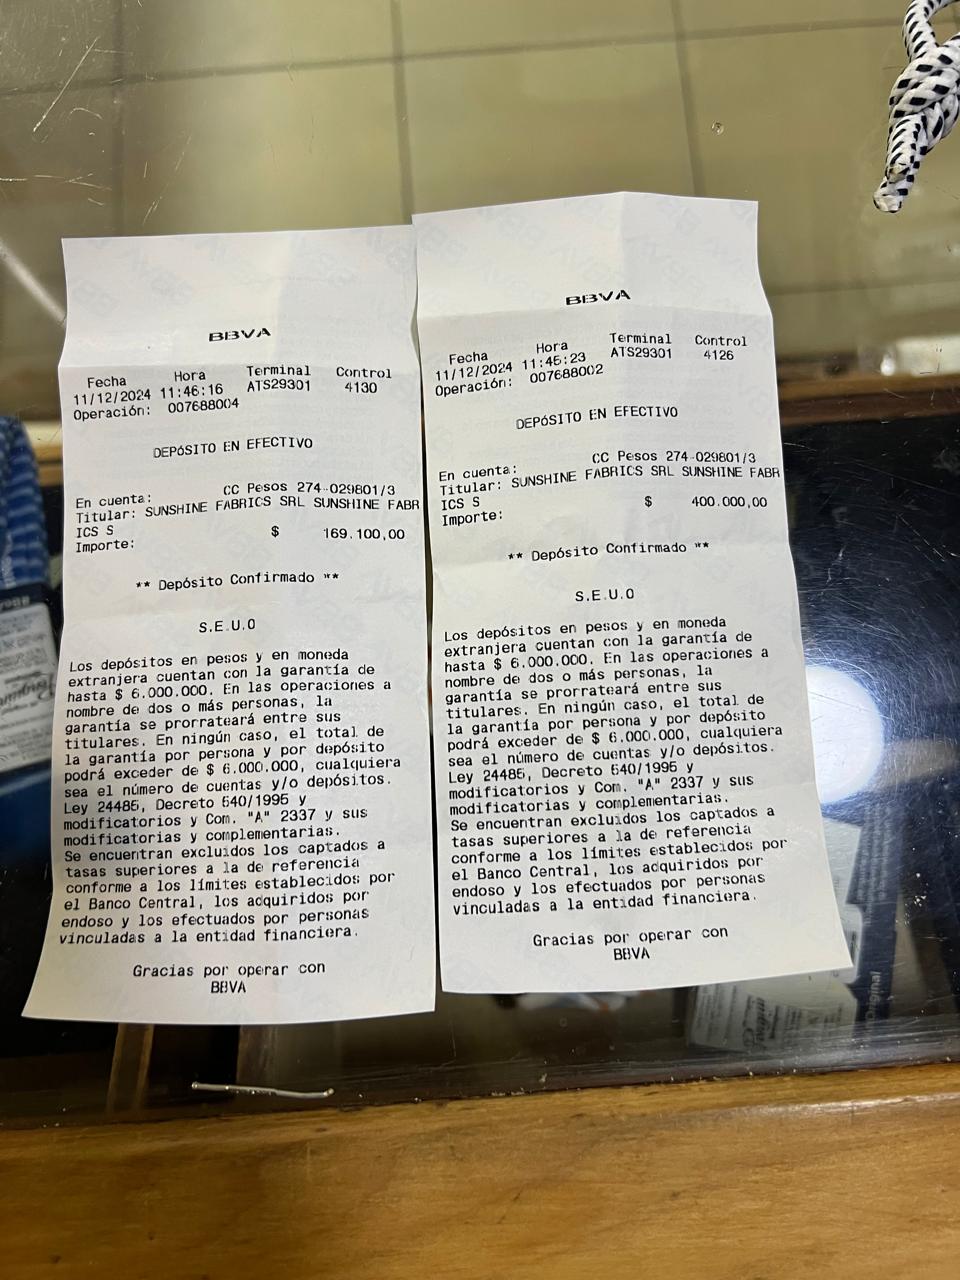 BBVA
Fecha Hora Terminal Control
11/12/2024 11:46:16 ATS29301 4130
Operación: 007688004
DEPÓSITO EN EFECTIVO
En cuenta: CC Pesos 274-029801/3
Titular: SUNSHINE FABRICS SRL SUNSHINE FABR
ICS S
Importe: $ 169.100,00
** Depósito Confirmado **
S.E.U.O
Los depósitos en pesos y en moneda
extranjera cuentan con la garantía de
hasta $ 6.000.000. En las operaciones a
nombre de dos o más personas, la
garantía se prorrateará entre sus
titulares. En ningún caso, el total de
la garantía por persona y por depósito
podrá exceder de $ 6.000.000, cualquiera
sea el número de cuentas y/o depósitos.
Ley 24485, Decreto 540/1995 y
modificatorios y Com. "A" 2337 y sus
modificatorias y complementarias.
Se encuentran excluidos los captados a
tasas superiores a la de referencia
conforme a los límites establecidos por
el Banco Central, los adquiridos por
endoso y los efectuados por personas
vinculadas a la entidad financiera.
Gracias por operar con
BBVA
BBVA
Fecha Hora Terminal Control
11/12/2024 11:45:23 ATS29301 4126
Operación: 007688002
DEPÓSITO EN EFECTIVO
En cuenta: CC Pesos 274-029801/3
Titular: SUNSHINE FABRICS SRL SUNSHINE FABR
ICS S
Importe: $ 400.000,00
** Depósito Confirmado **
S.E.U.O
Los depósitos en pesos y en moneda
extranjera cuentan con la garantía de
hasta $ 6.000.000. En las operaciones a
nombre de dos o más personas, la
garantía se prorrateará entre sus
titulares. En ningún caso, el total de
la garantía por persona y por depósito
podrá exceder de $ 6.000.000, cualquiera
sea el número de cuentas y/o depósitos.
Ley 24485, Decreto 540/1995 y
modificatorios y Com. "A" 2337 y sus
modificatorias y complementarias.
Se encuentran excluidos los captados a
tasas superiores a la de referencia
conforme a los límites establecidos por
el Banco Central, los adquiridos por
endoso y los efectuados por personas
vinculadas a la entidad financiera.
Gracias por operar con
BBVA
Original